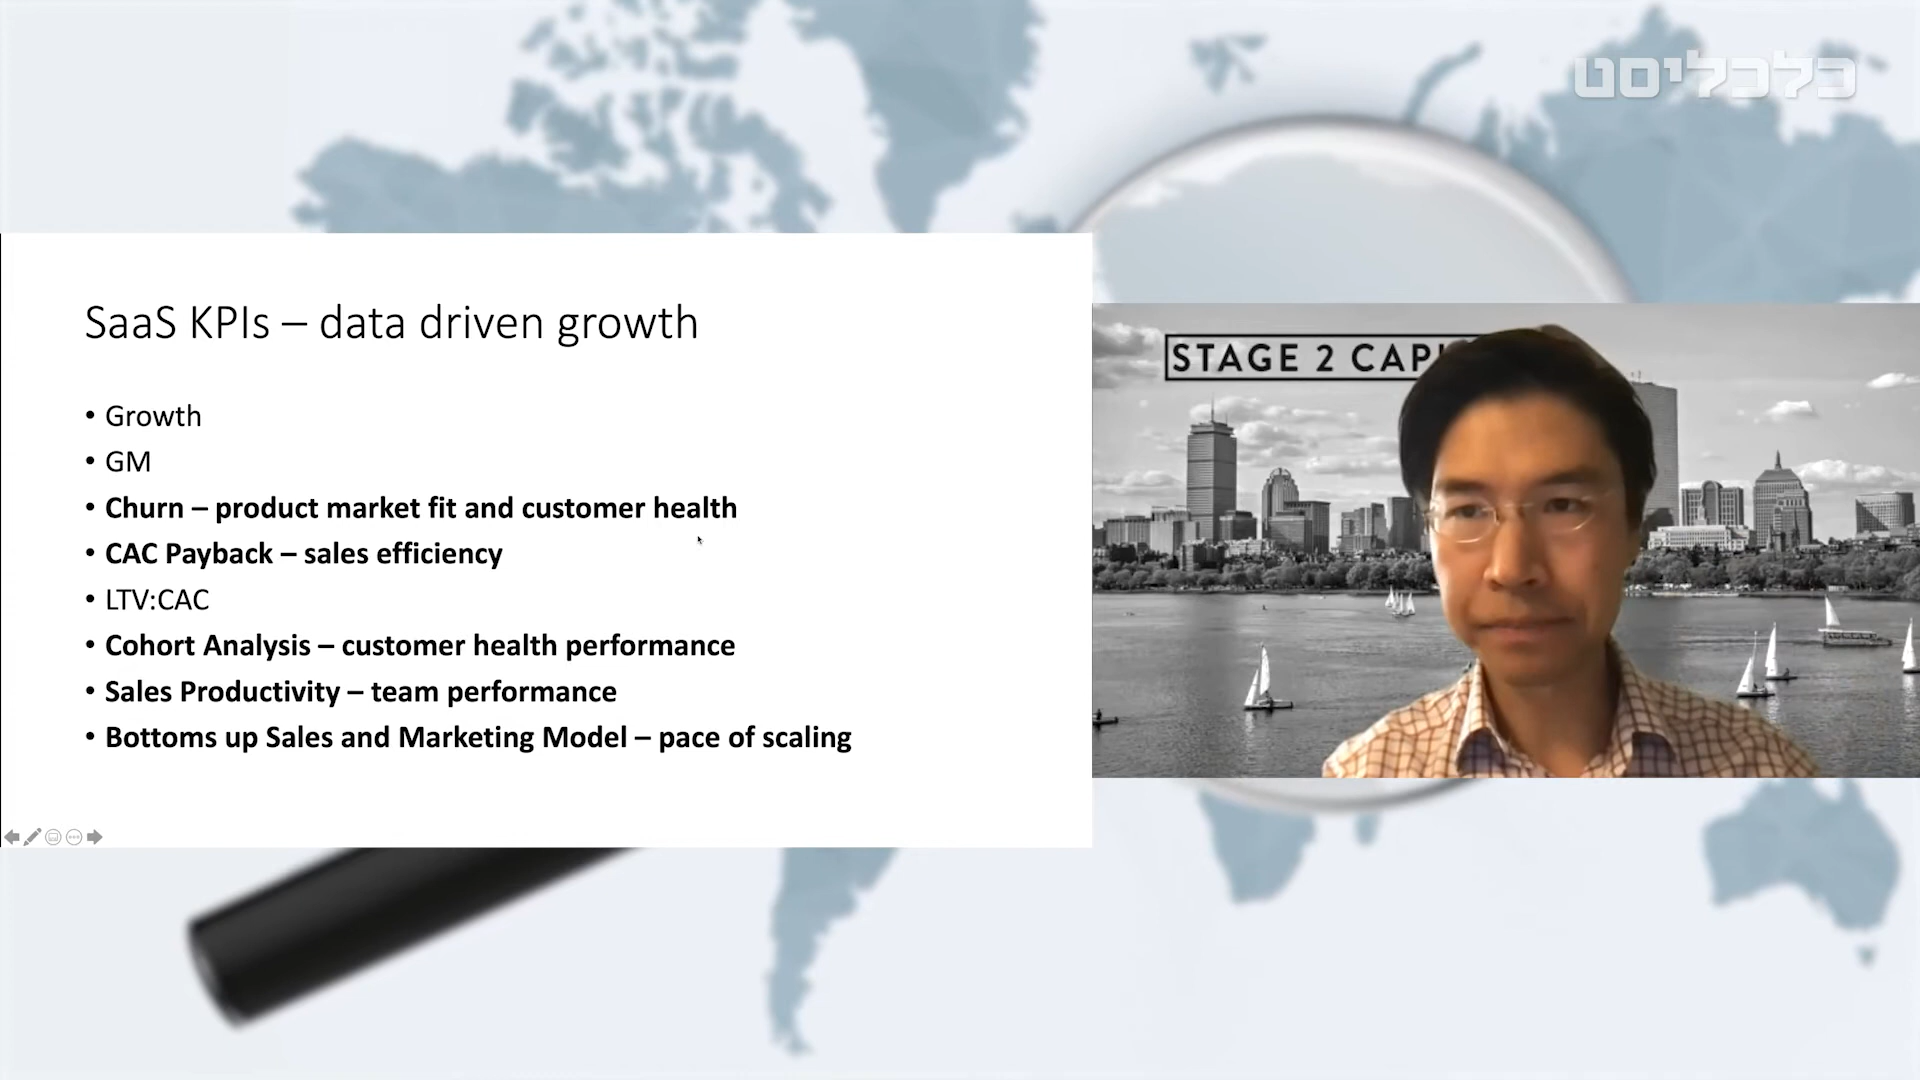 כלכליסט
SaaS KPIs – data driven growth
• Growth
• GM
• Churn – product market fit and customer health
• CAC Payback – sales efficiency
• LTV:CAC
• Cohort Analysis – customer health performance
• Sales Productivity – team performance
• Bottoms up Sales and Marketing Model – pace of scaling
STAGE 2